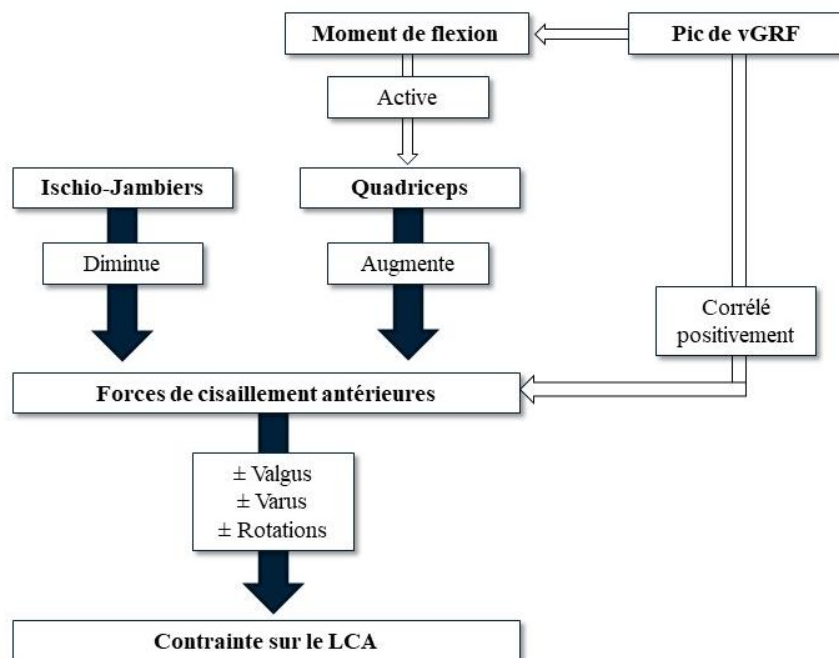 Moment de flexion
Pic de vGRF
Active
Ischio-Jambiers
Quadriceps
Diminue
Augmente
Corrélé
positivement
Forces de cisaillement antérieures
± Valgus
± Varus
± Rotations
Contrainte sur le LCA